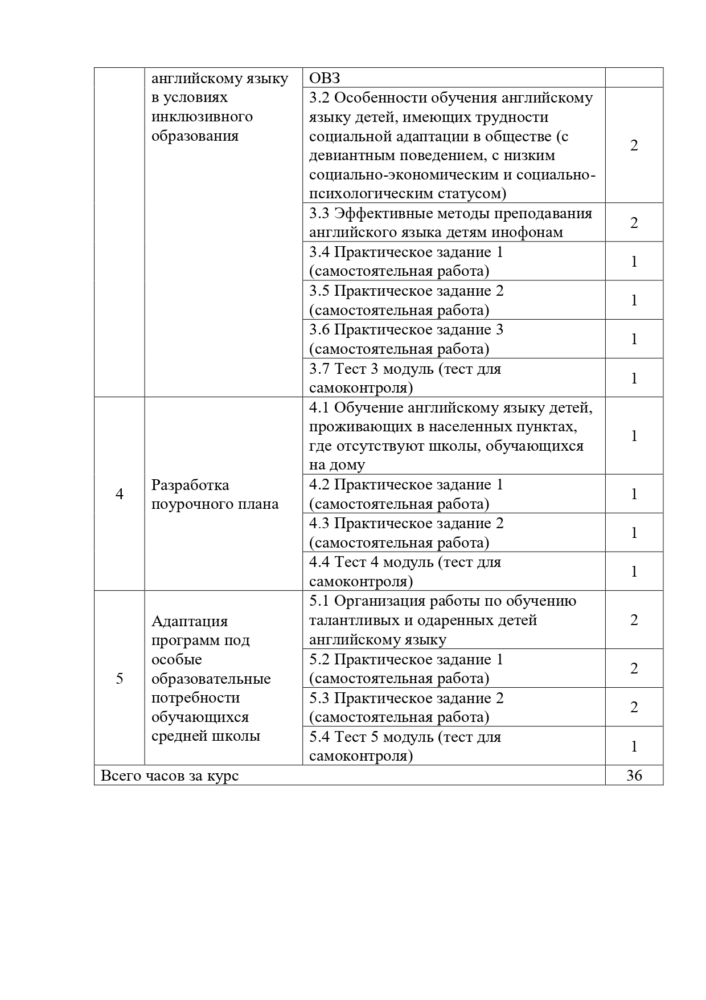 английскому языку
в условиях
инклюзивного
образования
ОВЗ
3.2 Особенности обучения английскому
языку детей, имеющих трудности
социальной адаптации в обществе (с
девиантным поведением, с низким
социально-экономическим и социально-
психологическим статусом)
2
3.3 Эффективные методы преподавания
английского языка детям инофонам
2
3.4 Практическое задание 1
(самостоятельная работа)
1
3.5 Практическое задание 2
(самостоятельная работа)
1
3.6 Практическое задание 3
(самостоятельная работа)
1
3.7 Тест 3 модуль (тест для
самоконтроля)
1
4
Разработка
поурочного плана
4.1 Обучение английскому языку детей,
проживающих в населенных пунктах,
где отсутствуют школы, обучающихся
на дому
1
4.2 Практическое задание 1
(самостоятельная работа)
1
4.3 Практическое задание 2
(самостоятельная работа)
1
4.4 Тест 4 модуль (тест для
самоконтроля)
1
5
Адаптация
программ под
особые
образовательные
потребности
обучающихся
средней школы
5.1 Организация работы по обучению
талантливых и одаренных детей
английскому языку
2
5.2 Практическое задание 1
(самостоятельная работа)
2
5.3 Практическое задание 2
(самостоятельная работа)
2
5.4 Тест 5 модуль (тест для
самоконтроля)
1
Всего часов за курс
36